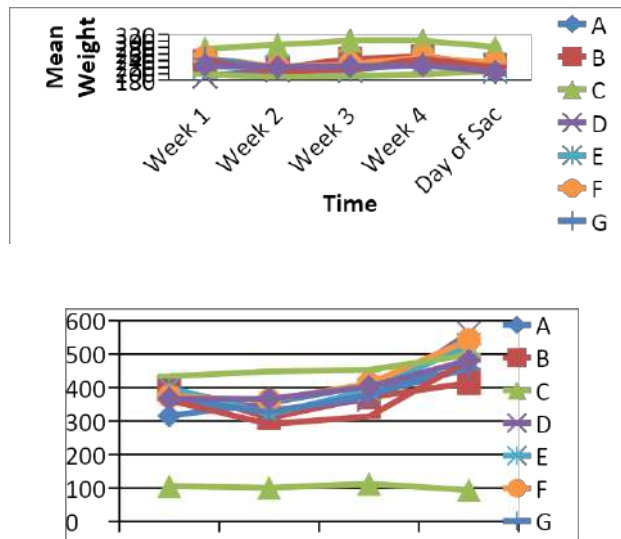 Mean
Weight
320
180
Week 1
Week 2
Week 3
Week 4
Day of Sac
Time
A
B
C
D
E
F
G
600
500
400
300
200
100
0
A
B
C
D
E
F
G